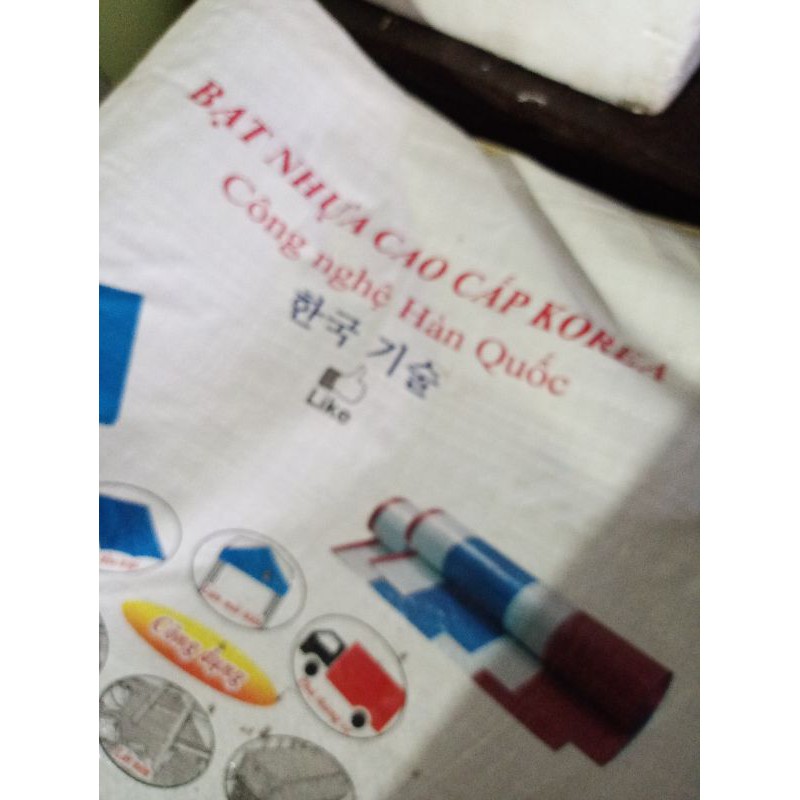 BẠT NHỰA CAO CẤP KOREA
Công nghệ Hàn Quốc
한국 기술
Like
Công dụng